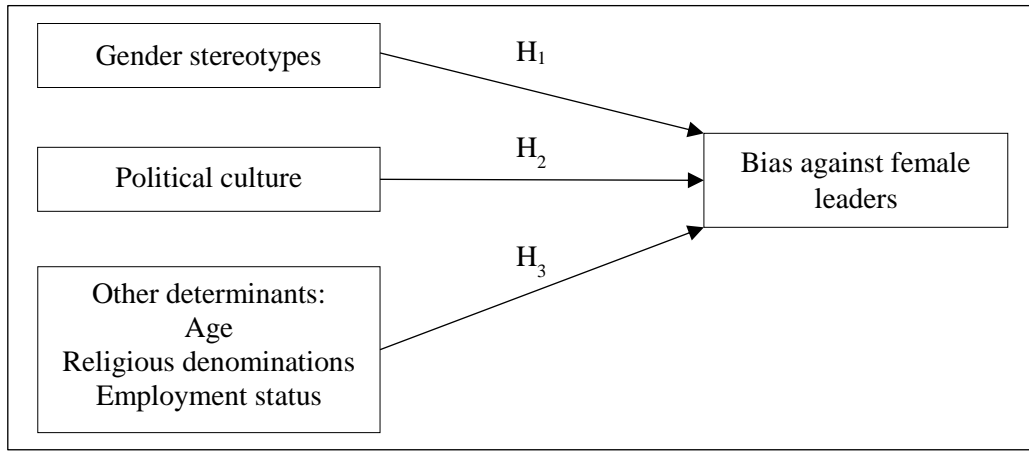 Gender stereotypes
H₁
Political culture
H₂
Bias against female
leaders
H₃
Other determinants:
Age
Religious denominations
Employment status